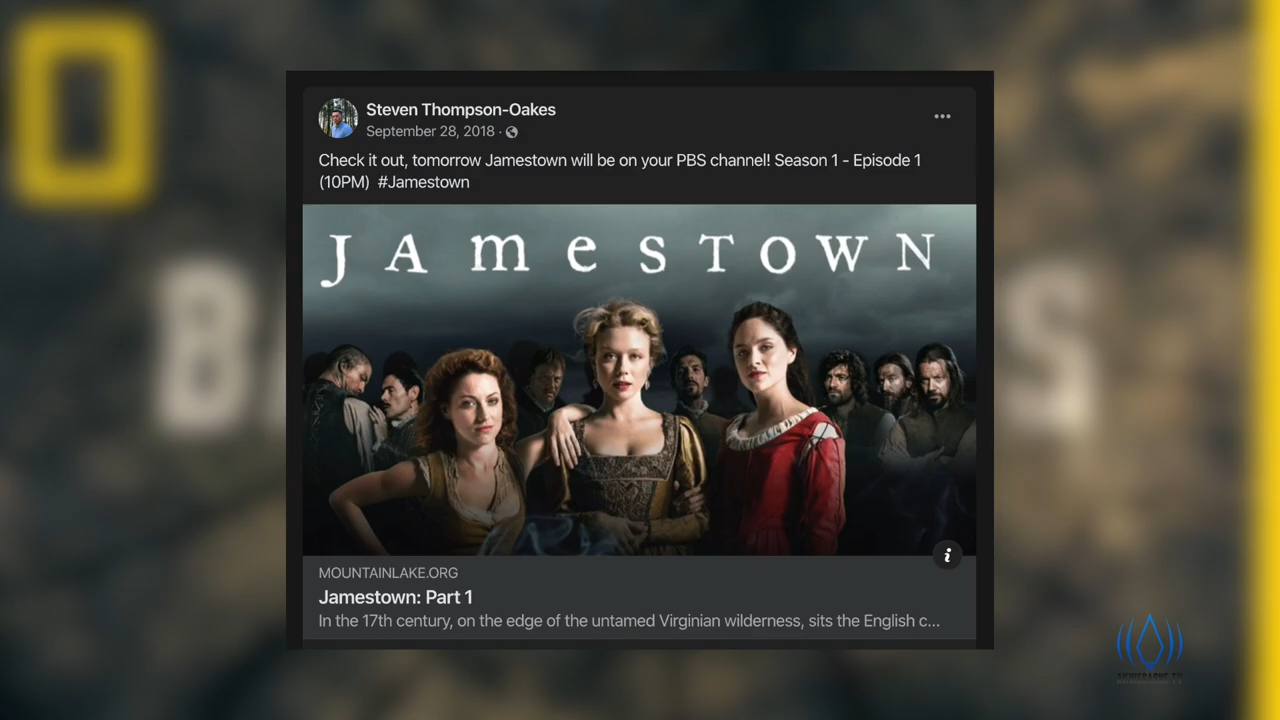 Steven Thompson-Oakes
September 28, 2018 ·
Check it out, tomorrow Jamestown will be on your PBS channel! Season 1 - Episode 1
(10PM) #Jamestown
JAmesTOWN
MOUNTAINLAKE.ORG
Jamestown: Part 1
In the 17th century, on the edge of the untamed Virginian wilderness, sits the English c...
AKWESASNE TV